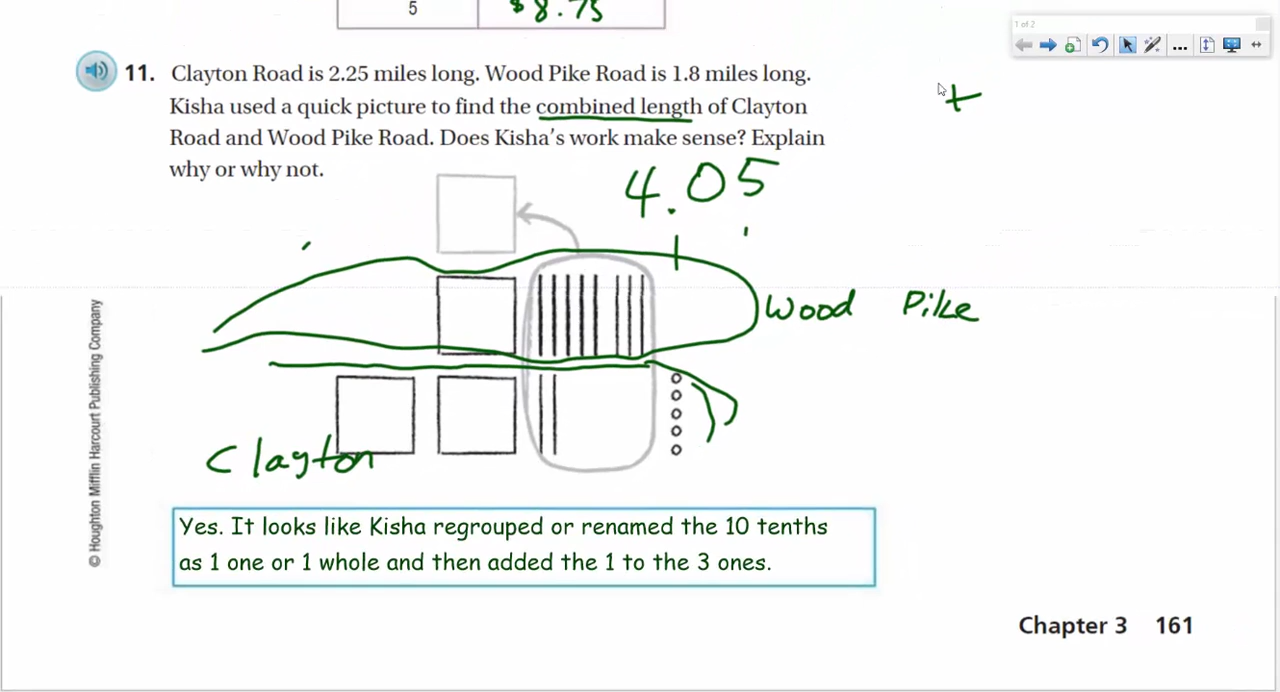 5 $8.75
1 of 2
11. Clayton Road is 2.25 miles long. Wood Pike Road is 1.8 miles long.
Kisha used a quick picture to find the combined length of Clayton
Road and Wood Pike Road. Does Kisha's work make sense? Explain
why or why not.
+
4.05
Wood Pike
Clayton
© Houghton Mifflin Harcourt Publishing Company
Yes. It looks like Kisha regrouped or renamed the 10 tenths
as 1 one or 1 whole and then added the 1 to the 3 ones.
Chapter 3 161